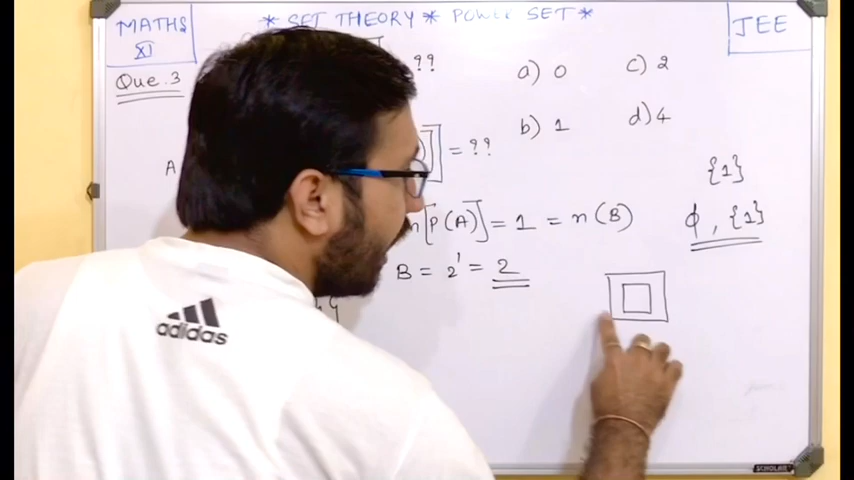 MATHS
XI
* SET THEORY * POWER SET *
JEE
Que.3
??
a) 0
c) 2
b) 1
d) 4
= ??
A
{1}
n[P(A)] = 1 = n(B)
ϕ, {1}
B = 2¹ = 2
adidas
SCHOLAR